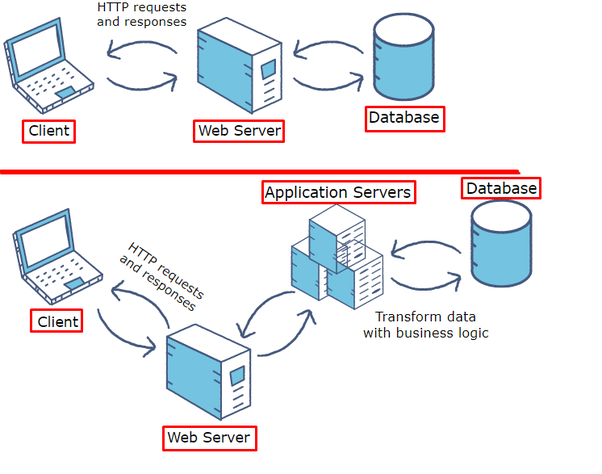 HTTP requests
and responses
Client
Web Server
Database
Application Servers
Database
HTTP requests
and responses
Client
Transform data
with business logic
Web Server